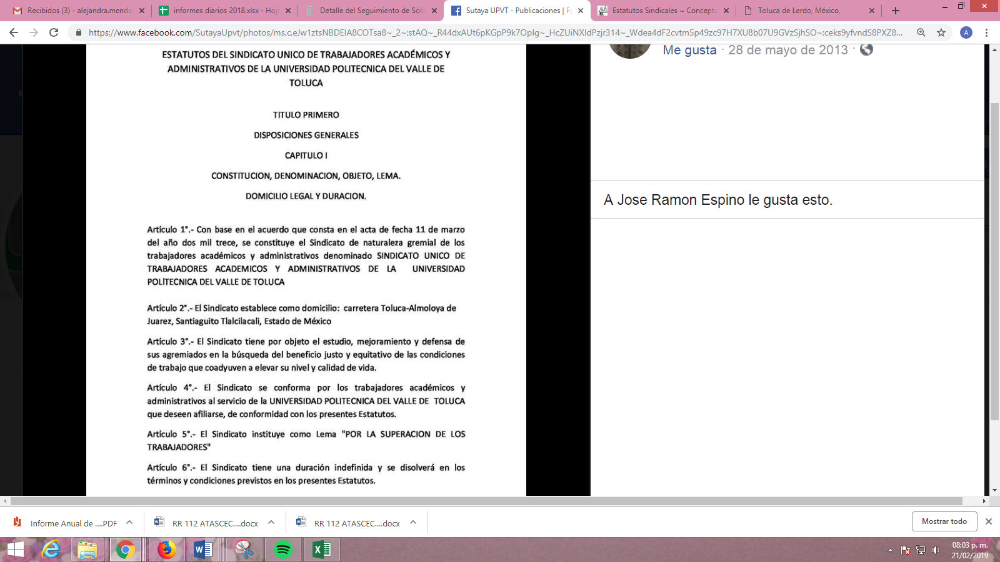 Recibidos (3) - alejandra.mendo
informes diarios 2018.xlsx - Hoja
Detalle del Seguimiento de Solic
Sutaya UPVT - Publicaciones | Fa
Estatutos Sindicales ~ Concepto
Toluca de Lerdo, México,
https://www.facebook.com/SutayaUpvt/photos/ms.c.eJw1ztsNBDEIA8COTsa8~_2~;stAQ~_R44dxAUt6pKGpP9k7OpIg~_HcZUiNXIdPzjr314~_Wdea4dF2cvtm5p49zc97H7XU8b07U9GVzSjhSO~;ceks9yfvndS8PXZ8...
A
ESTATUTOS DEL SINDICATO UNICO DE TRABAJADORES ACADÉMICOS Y
ADMINISTRATIVOS DE LA UNIVERSIDAD POLITECNICA DEL VALLE DE
TOLUCA
TITULO PRIMERO
DISPOSICIONES GENERALES
CAPITULO I
CONSTITUCION, DENOMINACION, OBJETO, LEMA.
DOMICILIO LEGAL Y DURACION.
Artículo 1°.- Con base en el acuerdo que consta en el acta de fecha 11 de marzo
del año dos mil trece, se constituye el Sindicato de naturaleza gremial de los
trabajadores académicos y administrativos denominado SINDICATO UNICO DE
TRABAJADORES ACADEMICOS Y ADMINISTRATIVOS DE LA UNIVERSIDAD
POLÍTECNICA DEL VALLE DE TOLUCA
Artículo 2°.- El Sindicato establece como domicilio: carretera Toluca-Almoloya de
Juarez, Santiaguito Tlalcilacali, Estado de México
Artículo 3°.- El Sindicato tiene por objeto el estudio, mejoramiento y defensa de
sus agremiados en la búsqueda del beneficio justo y equitativo de las condiciones
de trabajo que coadyuven a elevar su nivel y calidad de vida.
Artículo 4°.- El Sindicato se conforma por los trabajadores académicos y
administrativos al servicio de la UNIVERSIDAD POLITECNICA DEL VALLE DE TOLUCA
que deseen afiliarse, de conformidad con los presentes Estatutos.
Artículo 5°.- El Sindicato instituye como Lema "POR LA SUPERACION DE LOS
TRABAJADORES"
Artículo 6°.- El Sindicato tiene una duración indefinida y se disolverá en los
términos y condiciones previstos en los presentes Estatutos.
Me gusta · 28 de mayo de 2013 ·
A Jose Ramon Espino le gusta esto.
Informe Anual de ....PDF
RR 112 ATASCEC....docx
RR 112 ATASCEC....docx
Mostrar todo
08:03 p. m.
21/02/2019